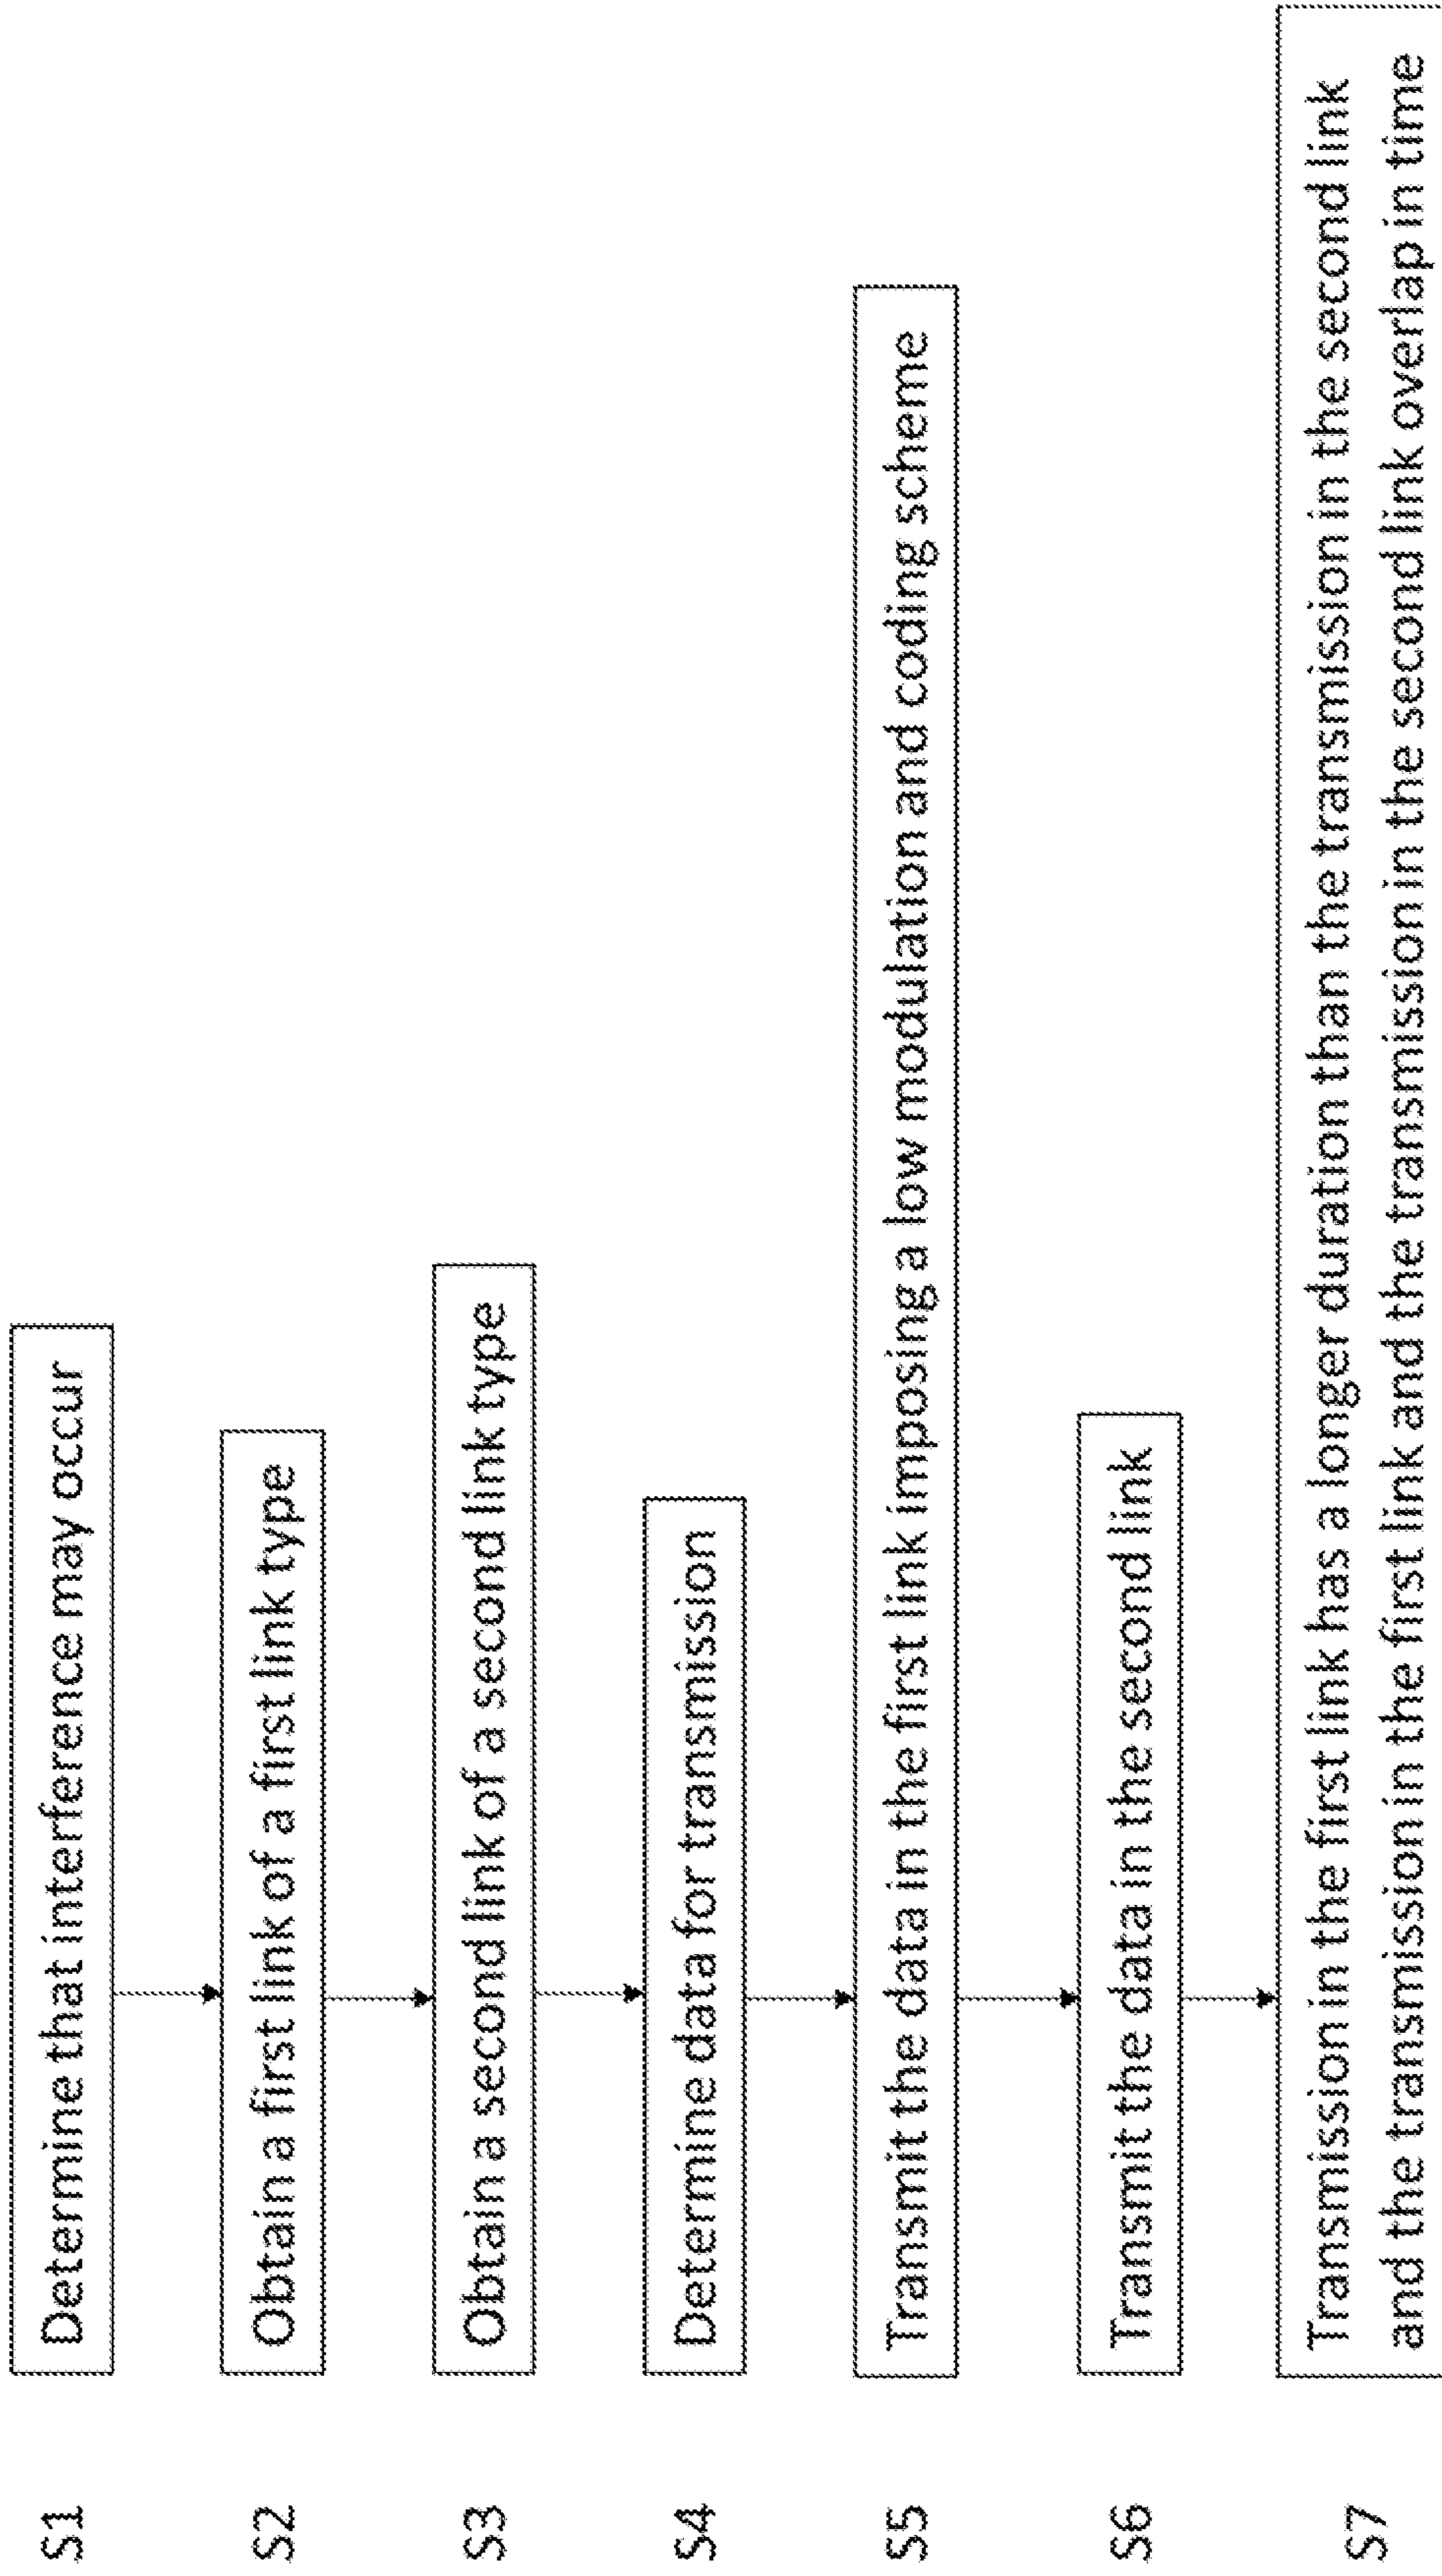 S1 Determine that interference may occur
S2 Obtain a first link of a first link type
S3 Obtain a second link of a second link type
S4 Determine data for transmission
S5 Transmit the data in the first link imposing a low modulation and coding scheme
S6 Transmit the data in the second link
S7 Transmission in the first link has a longer duration than the transmission in the second link
and the transmission in the first link and the transmission in the second link overlap in time